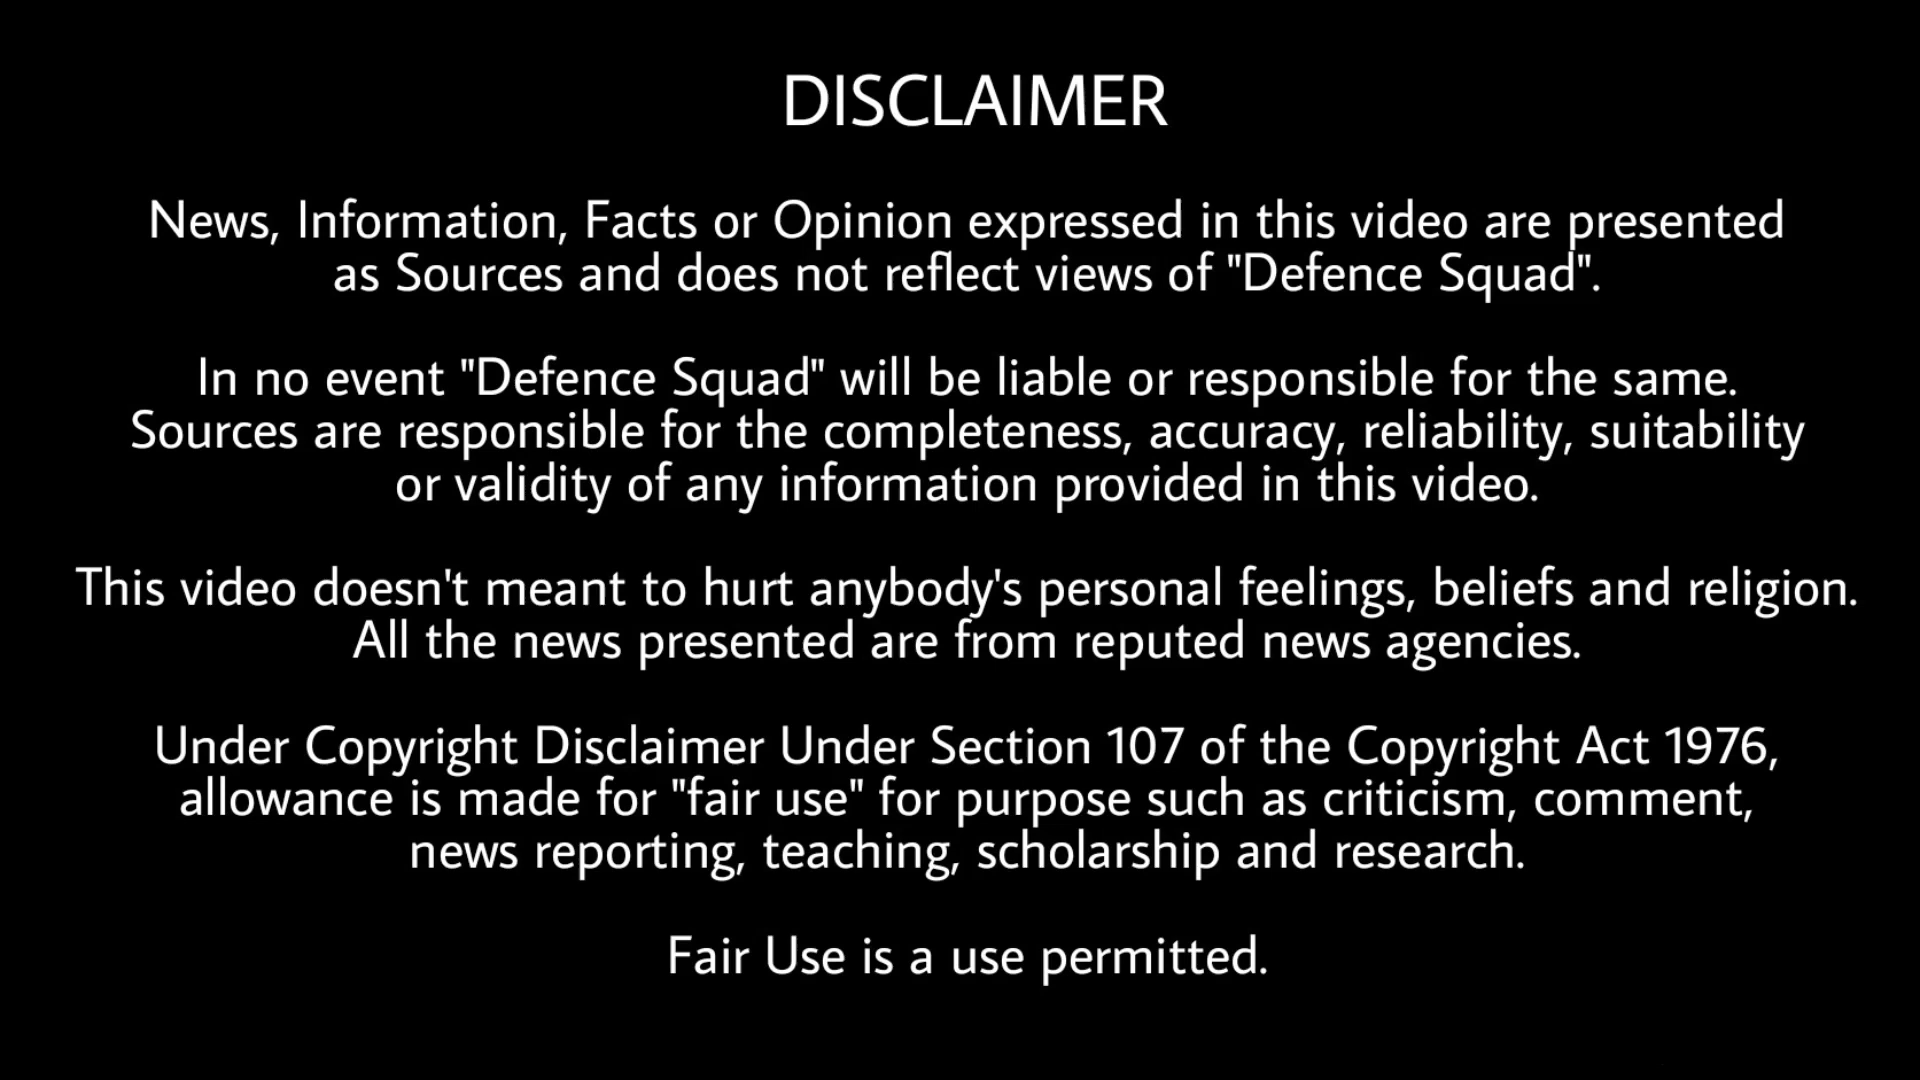 DISCLAIMER
News, Information, Facts or Opinion expressed in this video are presented
as Sources and does not reflect views of "Defence Squad".
In no event "Defence Squad" will be liable or responsible for the same.
Sources are responsible for the completeness, accuracy, reliability, suitability
or validity of any information provided in this video.
This video doesn't meant to hurt anybody's personal feelings, beliefs and religion.
All the news presented are from reputed news agencies.
Under Copyright Disclaimer Under Section 107 of the Copyright Act 1976,
allowance is made for "fair use" for purpose such as criticism, comment,
news reporting, teaching, scholarship and research.
Fair Use is a use permitted.